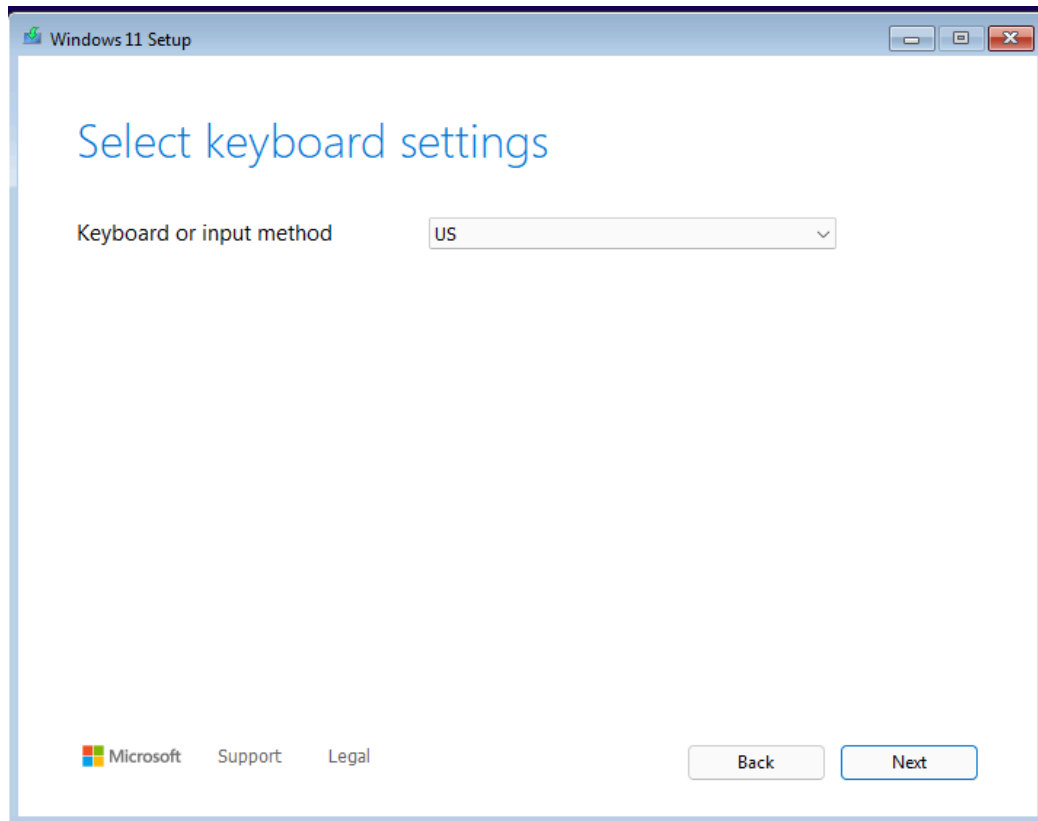 Windows 11 Setup
Select keyboard settings
Keyboard or input method US
Microsoft Support Legal Back Next